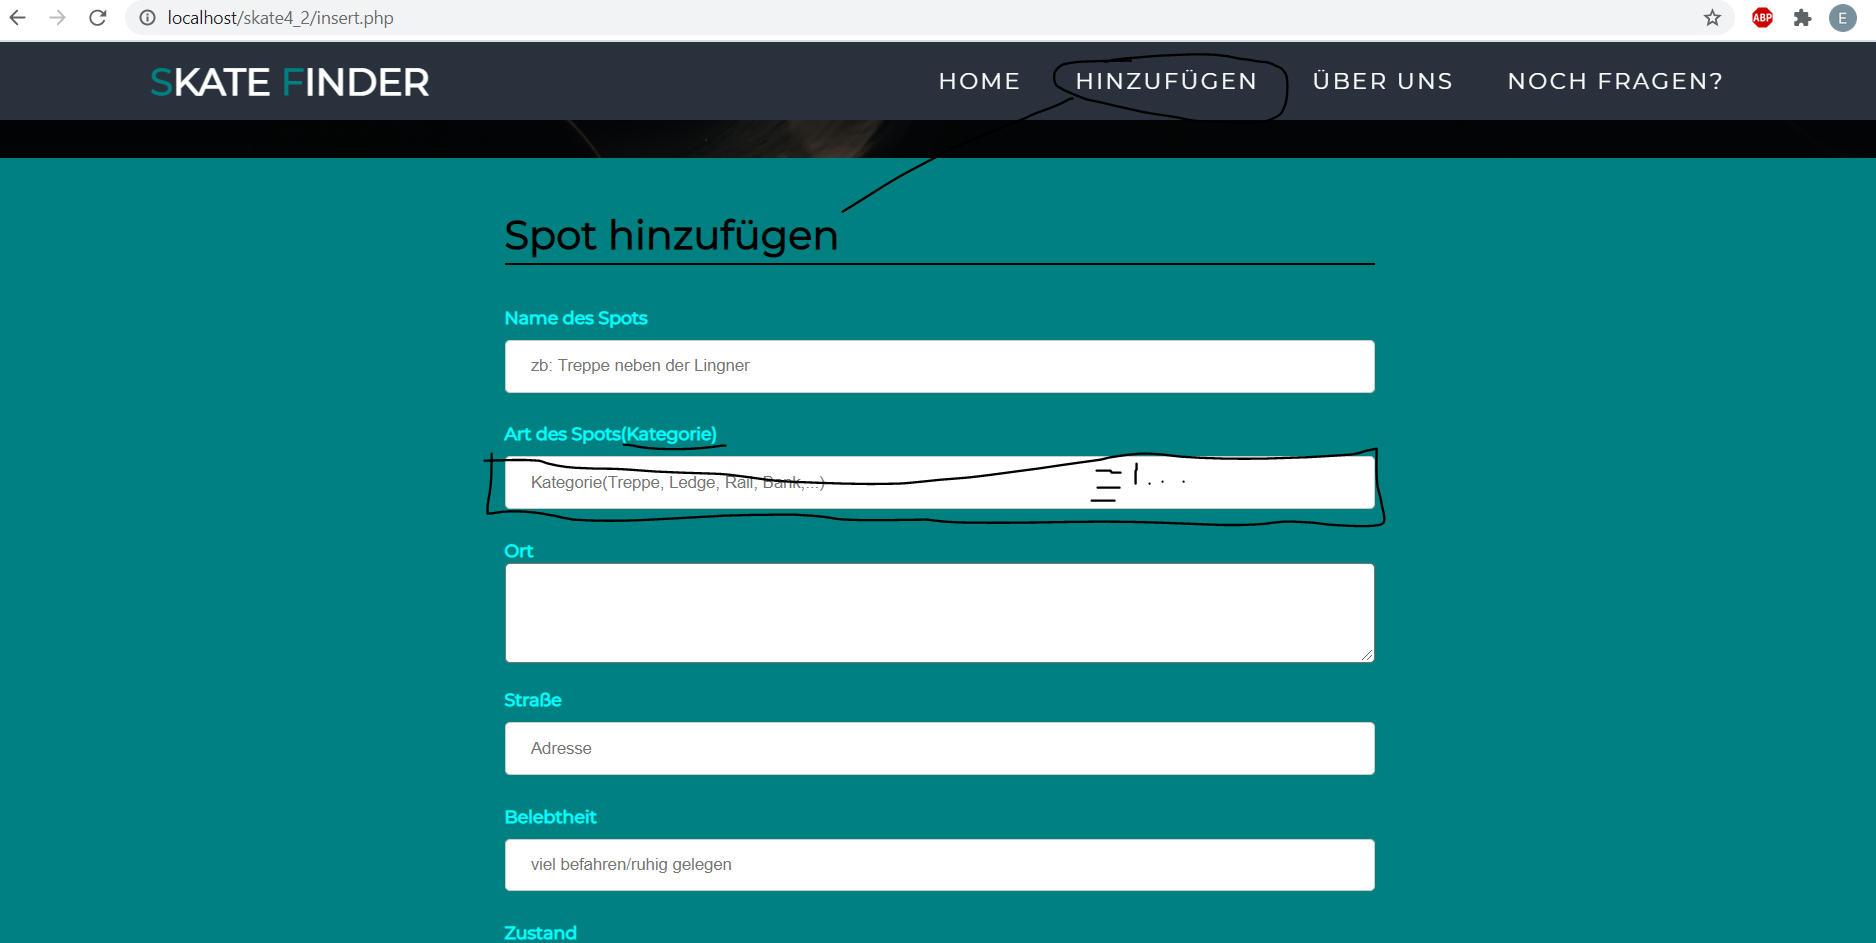 localhost/skate4_2/insert.php
ABP
E
SKATE FINDER
HOME HINZUFÜGEN ÜBER UNS NOCH FRAGEN?
Spot hinzufügen
Name des Spots
zb: Treppe neben der Lingner
Art des Spots(Kategorie)
Kategorie(Treppe, Ledge, Rail, Bank,...)
Ort
Straße
Adresse
Belebtheit
viel befahren/ruhig gelegen
Zustand